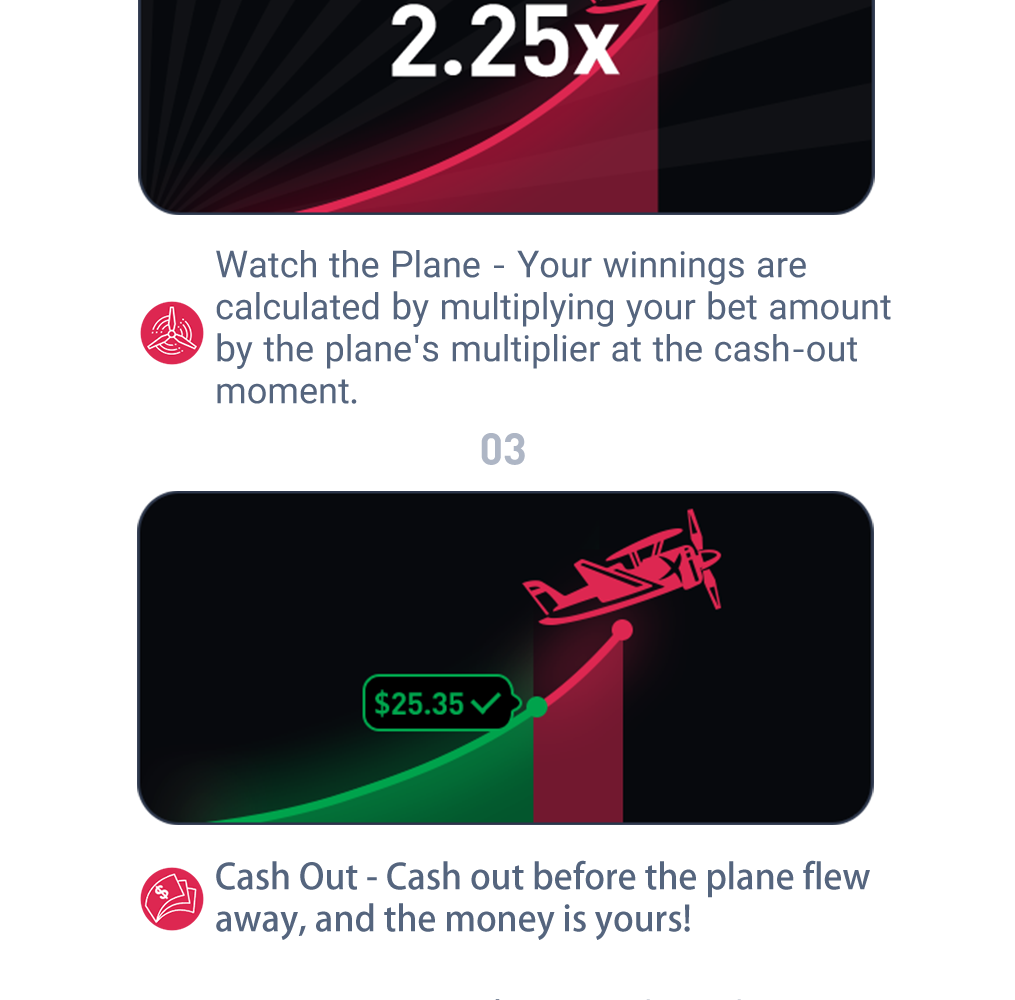 2.25x
Watch the Plane - Your winnings are
calculated by multiplying your bet amount
by the plane's multiplier at the cash-out
moment.
03
$25.35
Cash Out - Cash out before the plane flew
away, and the money is yours!